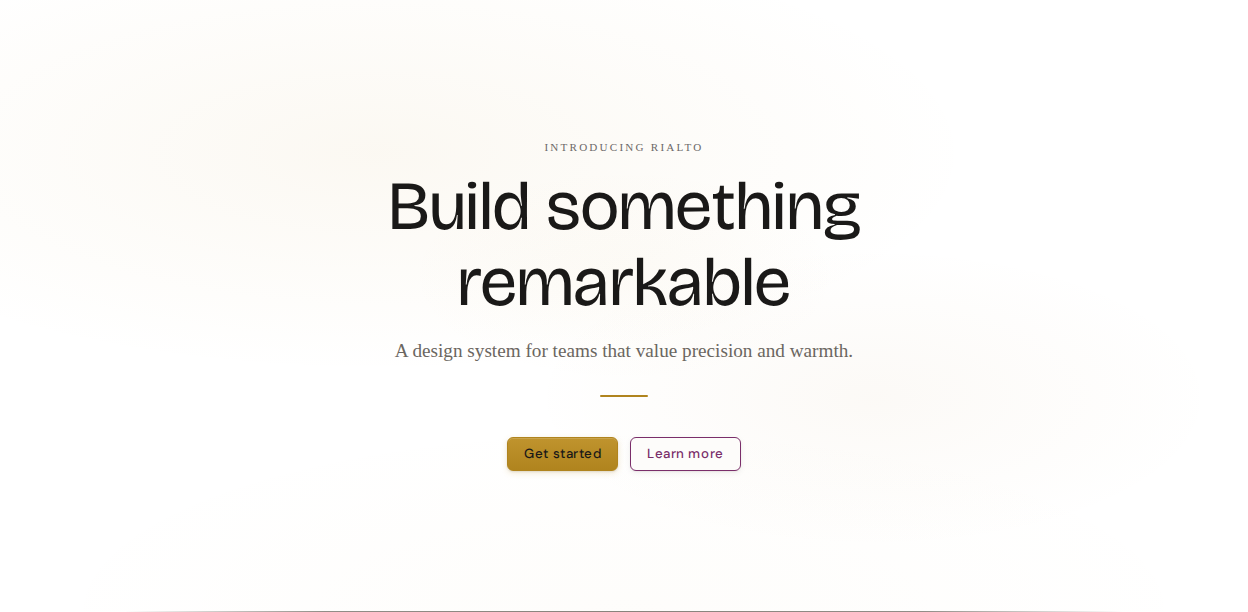 INTRODUCING RIALTO
Build something
remarkable
A design system for teams that value precision and warmth.
Get started
Learn more